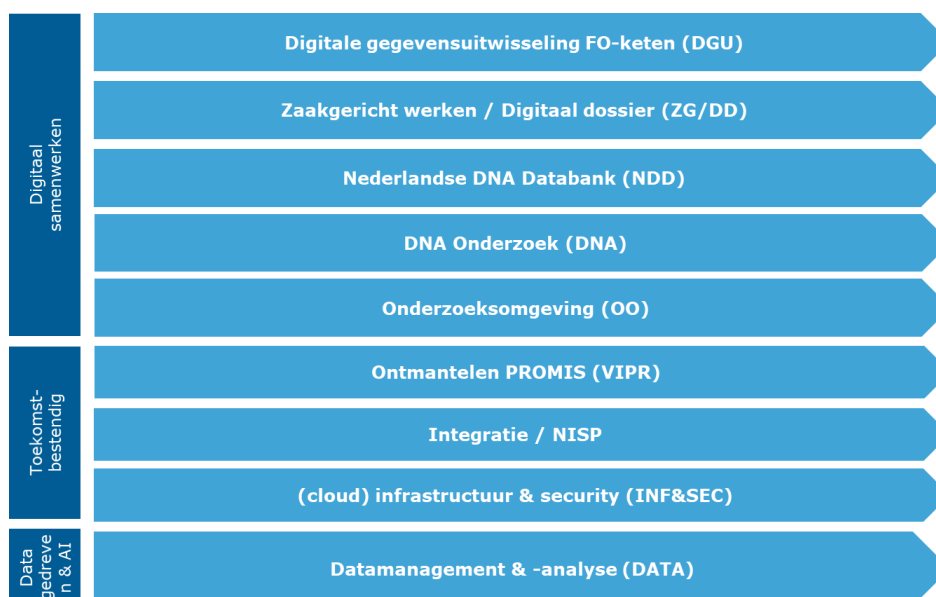 Digitaal
samenwerken
Digitale gegevensuitwisseling FO-keten (DGU)
Zaakgericht werken / Digitaal dossier (ZG/DD)
Nederlandse DNA Databank (NDD)
DNA Onderzoek (DNA)
Onderzoeksomgeving (OO)
Toekomst-
bestendig
Ontmantelen PROMIS (VIPR)
Integratie / NISP
(cloud) infrastructuur & security (INF&SEC)
Data
gedreve
n & AI
Datamanagement & -analyse (DATA)